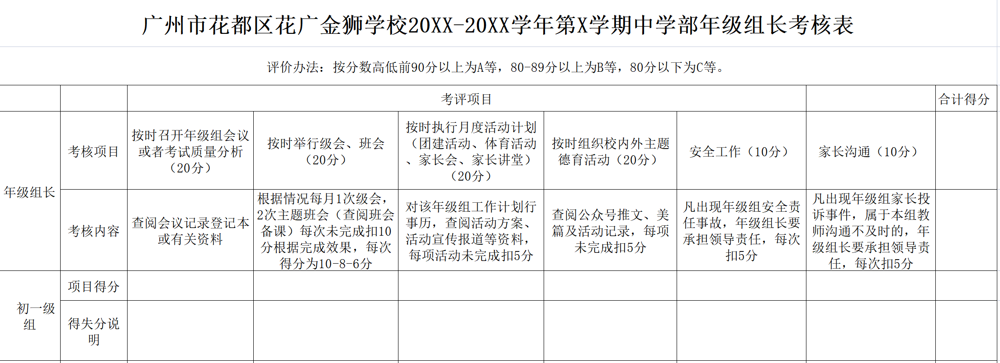 广州市花都区花广金狮学校20XX-20XX学年第X学期中学部年级组长考核表
评价办法：按分数高低前90分以上为A等，80-89分以上为B等，80分以下为C等。
考评项目
合计得分
年级组长
考核项目
按时召开年级组会议
或者考试质量分析
（20分）
按时举行级会、班会
（20分）
按时执行月度活动计划
（团建活动、体育活动
、家长会、家长讲堂）
（20分）
按时组织校内外主题
德育活动（20分）
安全工作（10分）
家长沟通（10分）
考核内容
查阅会议记录登记本
或有关资料
根据情况每月1次级会，
2次主题班会（查阅班会
备课）每次未完成扣10
分根据完成效果，每次
得分为10-8-6分
对该年级组工作计划行
事历，查阅活动方案、
活动宣传报道等资料，
每项活动未完成扣5分
查阅公众号推文、美
篇及活动记录，每项
未完成扣5分
凡出现年级组安全责
任事故，年级组长要
承担领导责任，每次
扣5分
凡出现年级组家长投
诉事件，属于本组教
师沟通不及时的，年
级组长要承担领导责
任，每次扣5分
初一级
组
项目得分
得失分说
明